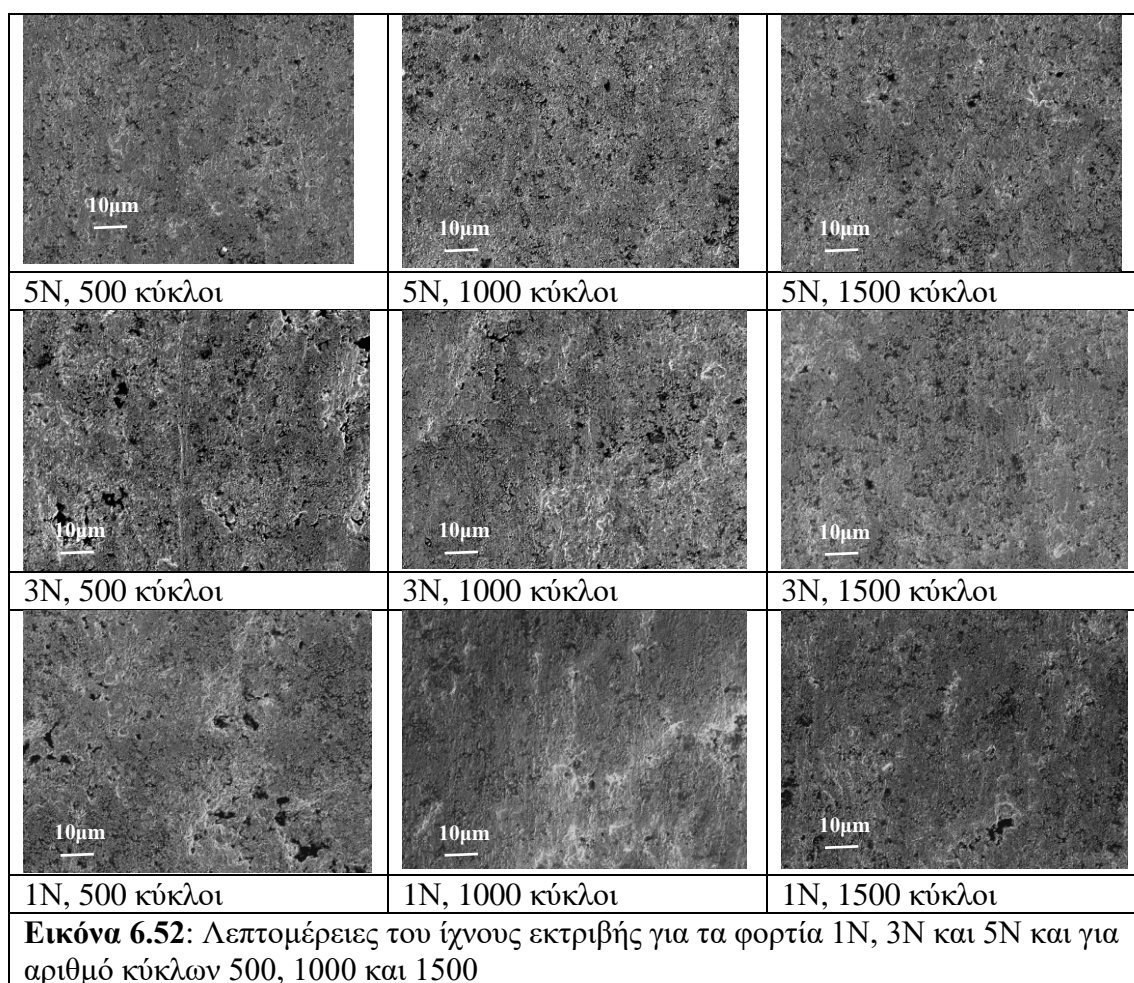 10μm
10μm
10μm
5N, 500 κύκλοι
5N, 1000 κύκλοι
5N, 1500 κύκλοι
10μm
10μm
10μm
3N, 500 κύκλοι
3N, 1000 κύκλοι
3N, 1500 κύκλοι
10μm
10μm
10μm
1N, 500 κύκλοι
1N, 1000 κύκλοι
1N, 1500 κύκλοι
Εικόνα 6.52: Λεπτομέρειες του ίχνους εκτριβής για τα φορτία 1N, 3N και 5N και για
αριθμό κύκλων 500, 1000 και 1500